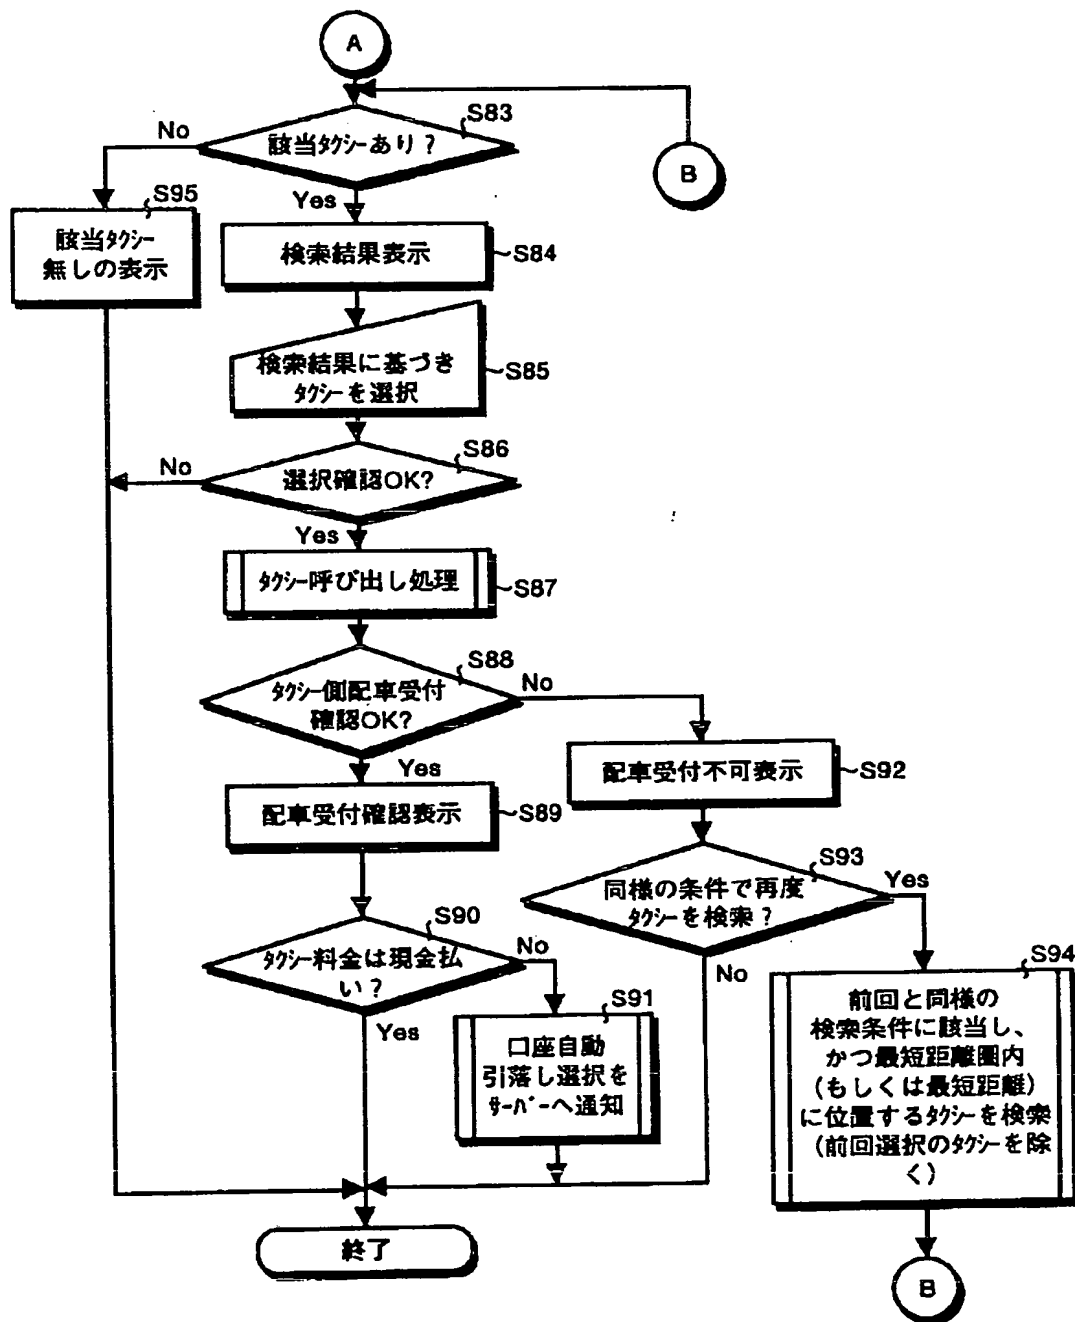 A
S83
No
該当ﾀｸｼｰあり？
B
Yes
S95
該当ﾀｸｼｰ
無しの表示
検索結果表示
S84
検索結果に基づき
ﾀｸｼｰを選択
S85
S86
No
選択確認OK?
Yes
ﾀｸｼｰ呼び出し処理
S87
S88
No
ﾀｸｼｰ側配車受付
確認OK?
Yes
配車受付不可表示
S92
配車受付確認表示
S89
S93
同様の条件で再度
ﾀｸｼｰを検索？
Yes
No
S90
ﾀｸｼｰ料金は現金払
い？
No
Yes
S91
口座自動
引落し選択を
ｻｰﾊﾞｰへ通知
S94
前回と同様の
検索条件に該当し、
かつ最短距離圏内
（もしくは最短距離）
に位置するﾀｸｼｰを検索
（前回選択のﾀｸｼｰを除
く）
終了
B